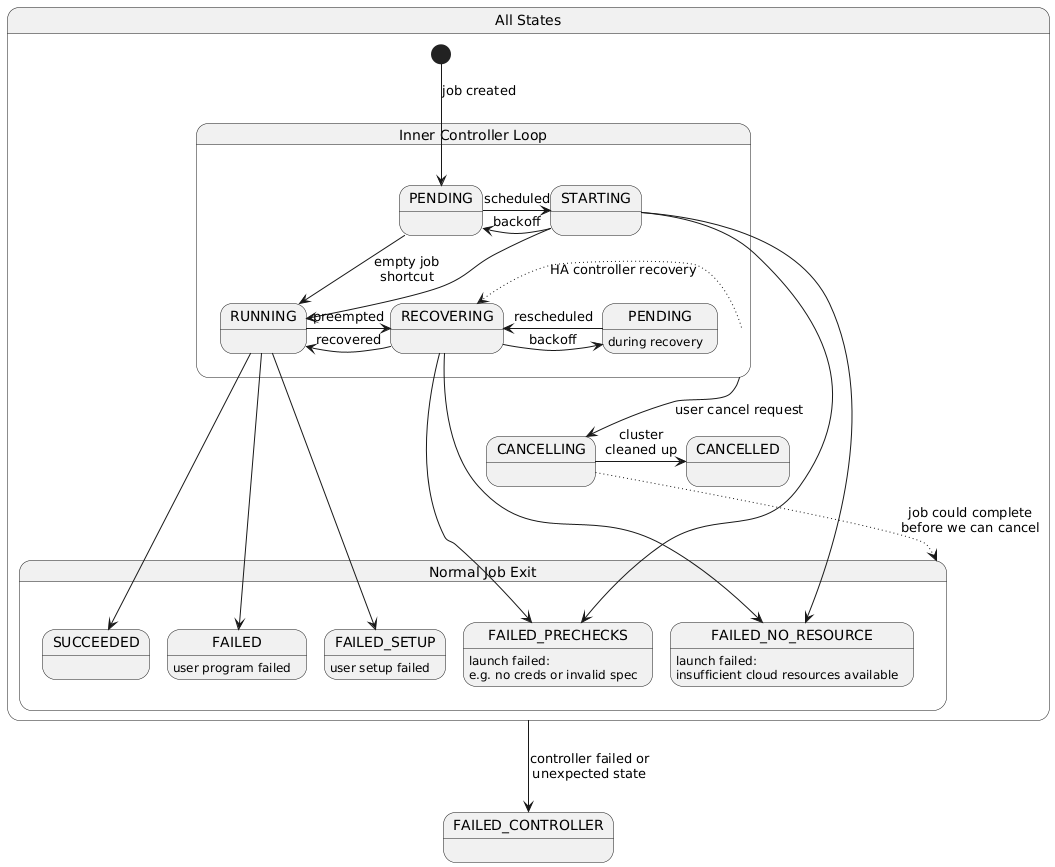 All States
job created
Inner Controller Loop
PENDING
scheduled
STARTING
backoff
empty job
shortcut
HA controller recovery
RUNNING
preempted
RECOVERING
rescheduled
PENDING
during recovery
recovered
backoff
user cancel request
CANCELLING
cluster
cleaned up
CANCELLED
job could complete
before we can cancel
Normal Job Exit
SUCCEEDED
FAILED
user program failed
FAILED_SETUP
user setup failed
FAILED_PRECHECKS
launch failed:
e.g. no creds or invalid spec
FAILED_NO_RESOURCE
launch failed:
insufficient cloud resources available
controller failed or
unexpected state
FAILED_CONTROLLER